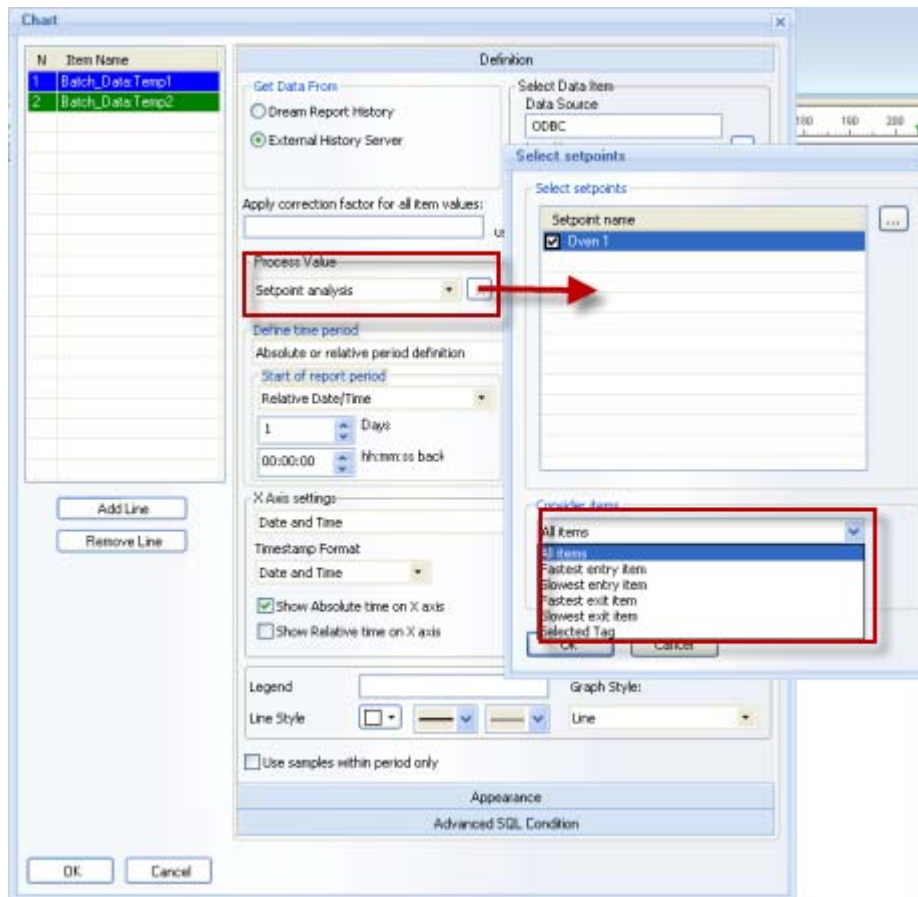 Chart
N Item Name
1 Batch_Data:Temp1
2 Batch_Data:Temp2
Add Line
Remove Line
Definition
Get Data From
Dream Report History
External History Server
Select Data Item
Data Source
ODBC
Apply correction factor for all item values:
Process Value
Setpoint analysis
Define time period
Absolute or relative period definition
Start of report period
Relative Date/Time
1 Days
00:00:00 hh:mm:ss back
X Axis settings
Date and Time
Timestamp Format
Date and Time
Show Absolute time on X axis
Show Relative time on X axis
Legend
Graph Style:
Line Style
Line
Use samples within period only
Appearance
Advanced SQL Condition
OK Cancel
180 190 200
Select setpoints
Select setpoints
Setpoint name
...
Oven 1
Consider items
All items
All items
Fastest entry item
Slowest entry item
Fastest exit item
Slowest exit item
Selected Tag
OK Cancel